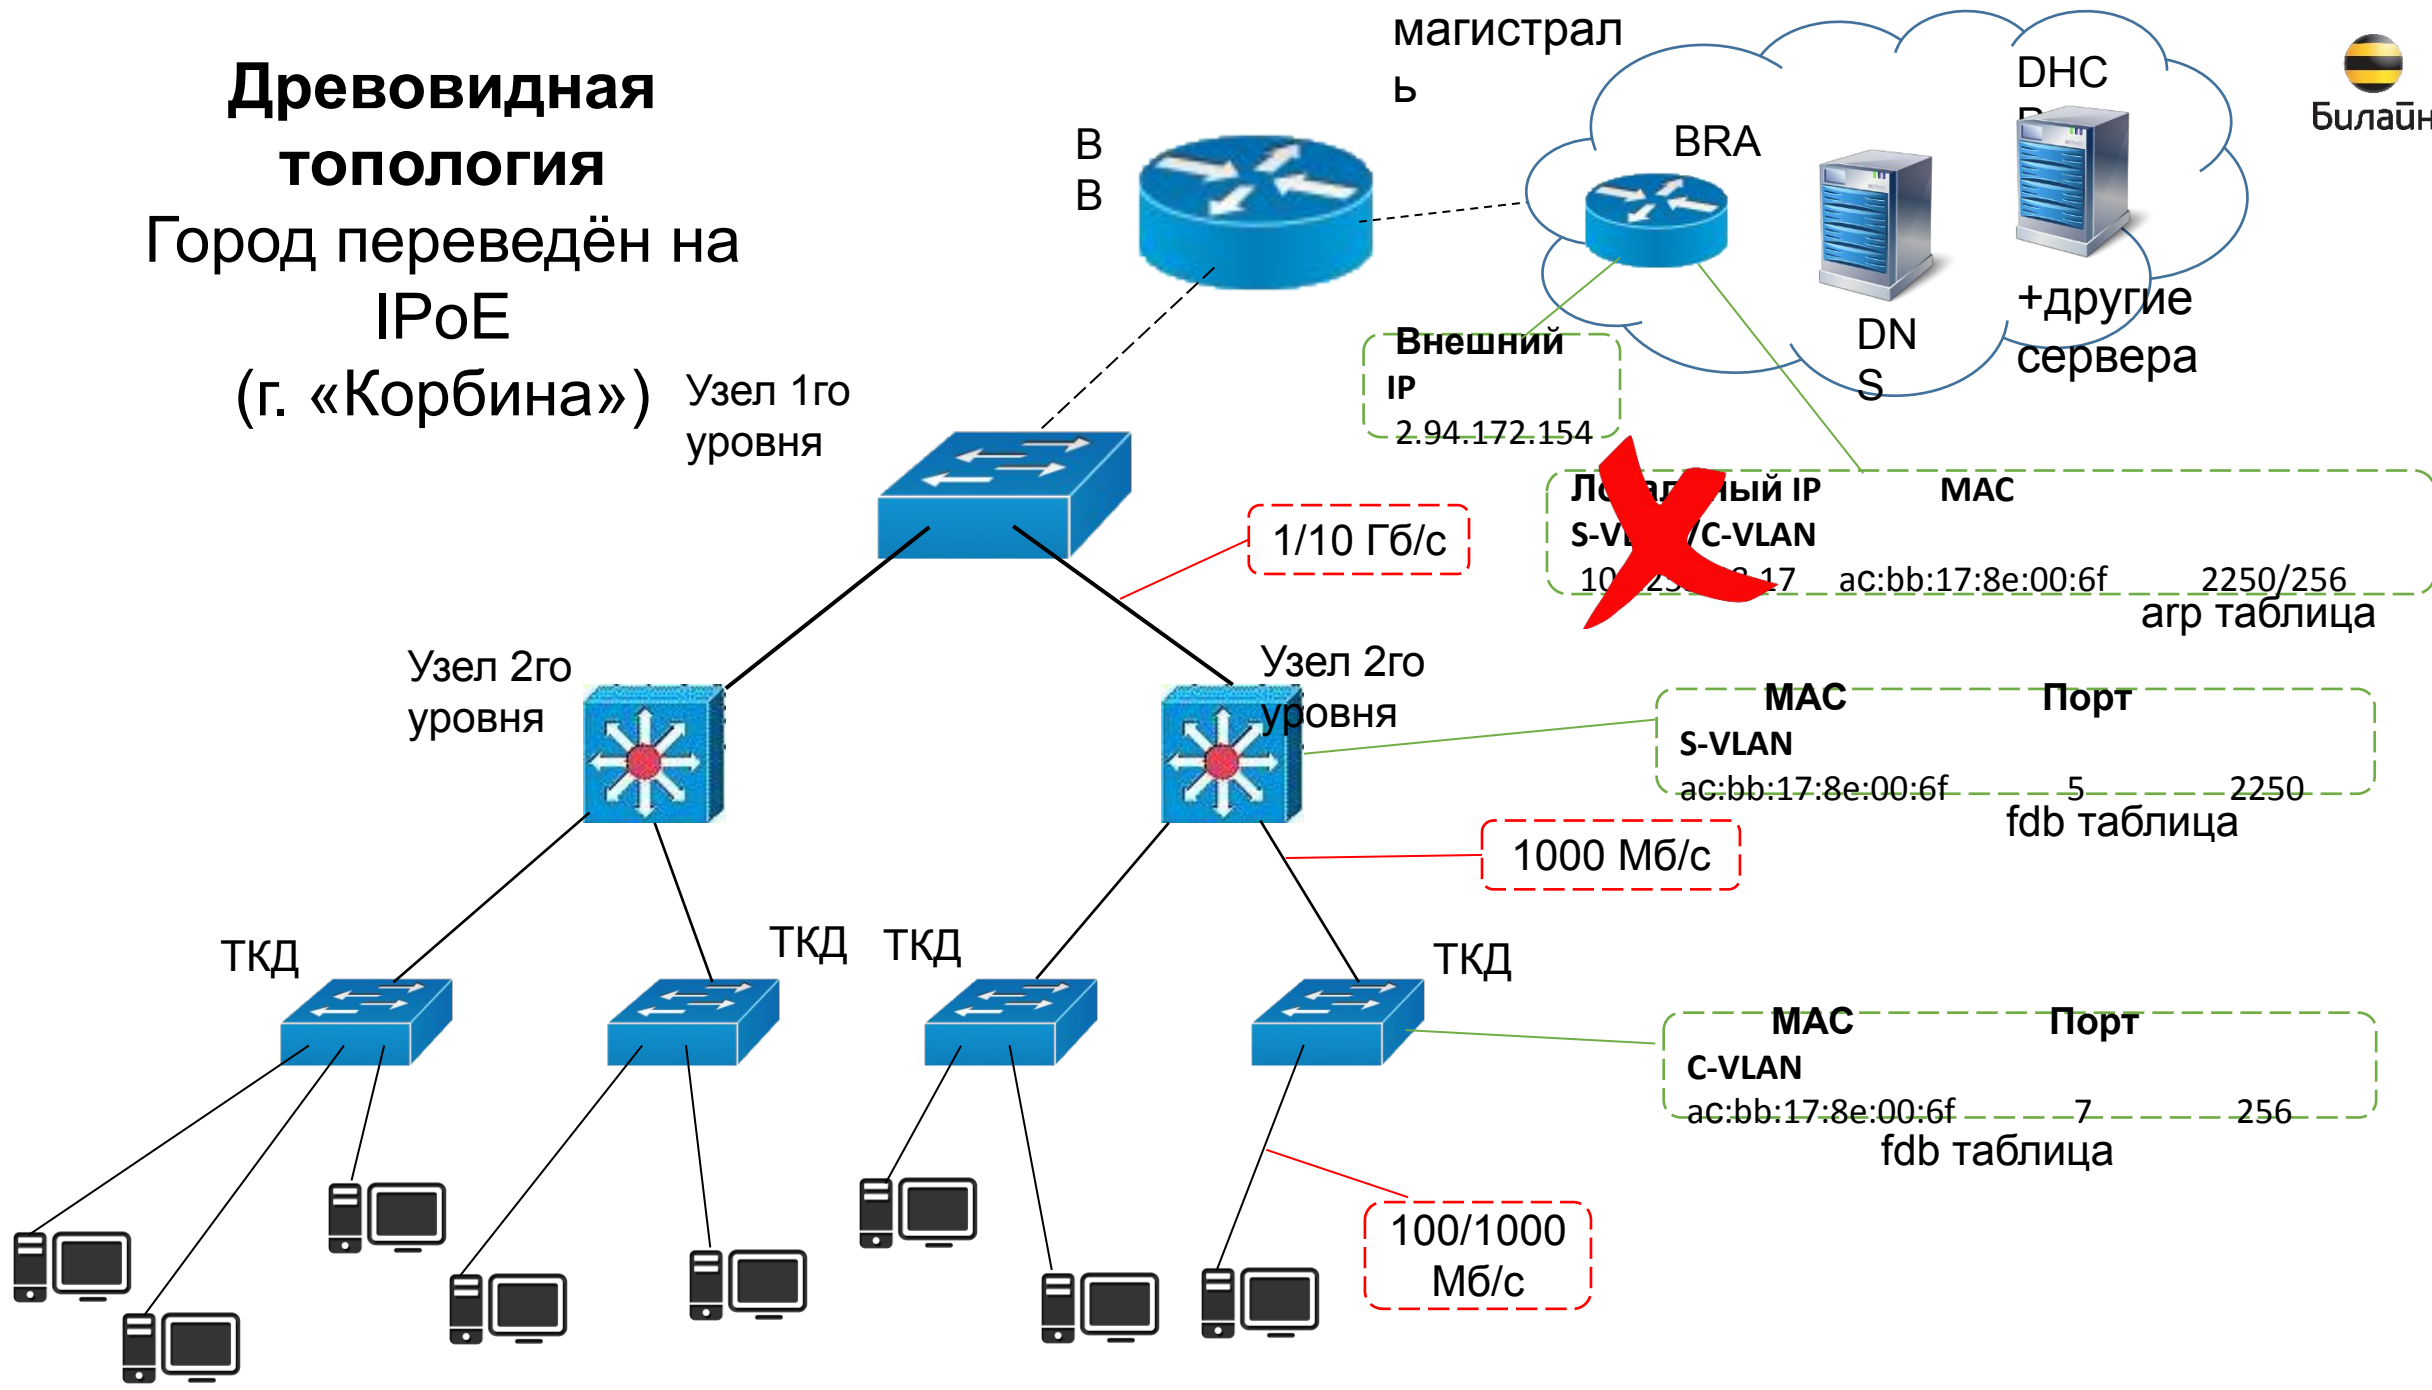 Древовидная
топология
Город переведён на
IPoE
(г. «Корбина»)
магистрал
ь
B
B
BRA
DHC
DN
S
+другие
сервера
Билайн
Внешний
IP
2.94.172.154
Узел 1го
уровня
IP MAC
/C-VLAN
ac:bb:17:8e:00:6f 2250/256
arp таблица
1/10 Гб/с
Узел 2го
уровня
Узел 2го
уровня
MAC Порт
S-VLAN
ac:bb:17:8e:00:6f 5 2250
fdb таблица
1000 Мб/с
ТКД
ТКД
ТКД
ТКД
MAC Порт
C-VLAN
ac:bb:17:8e:00:6f 7 256
fdb таблица
100/1000
Мб/с